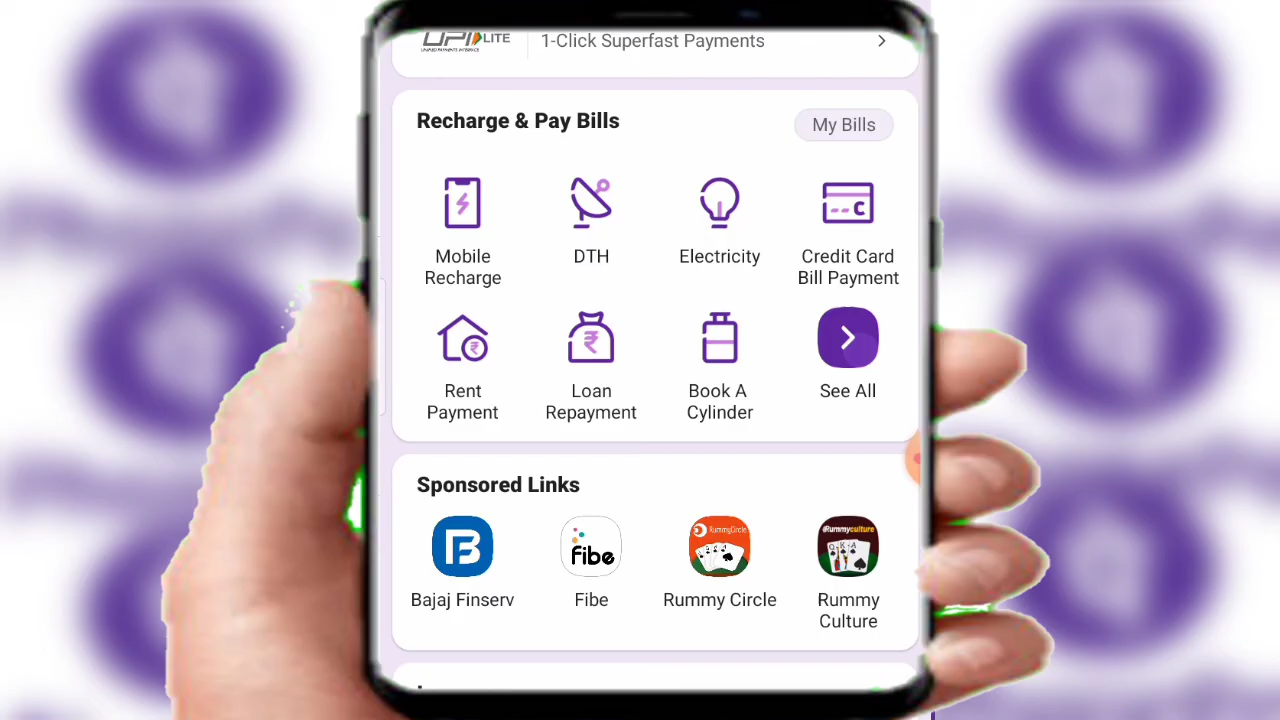 UPI LITE
UNIFIED PAYMENTS INTERFACE
1-Click Superfast Payments
Recharge & Pay Bills
My Bills
Mobile
Recharge
DTH
Electricity
Credit Card
Bill Payment
Rent
Payment
Loan
Repayment
Book A
Cylinder
See All
Sponsored Links
fibe
RummyCircle
Rummyculture
Bajaj Finserv
Fibe
Rummy Circle
Rummy
Culture